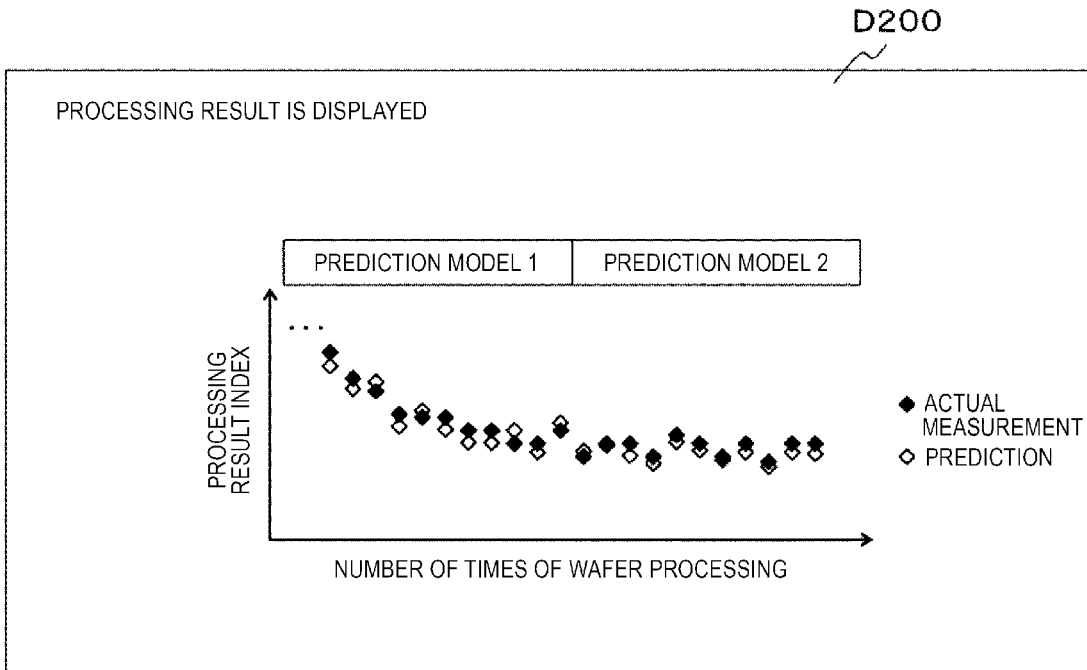 D200
PROCESSING RESULT IS DISPLAYED
PREDICTION MODEL 1
PREDICTION MODEL 2
...
PROCESSING
RESULT INDEX
ACTUAL
MEASUREMENT
PREDICTION
NUMBER OF TIMES OF WAFER PROCESSING